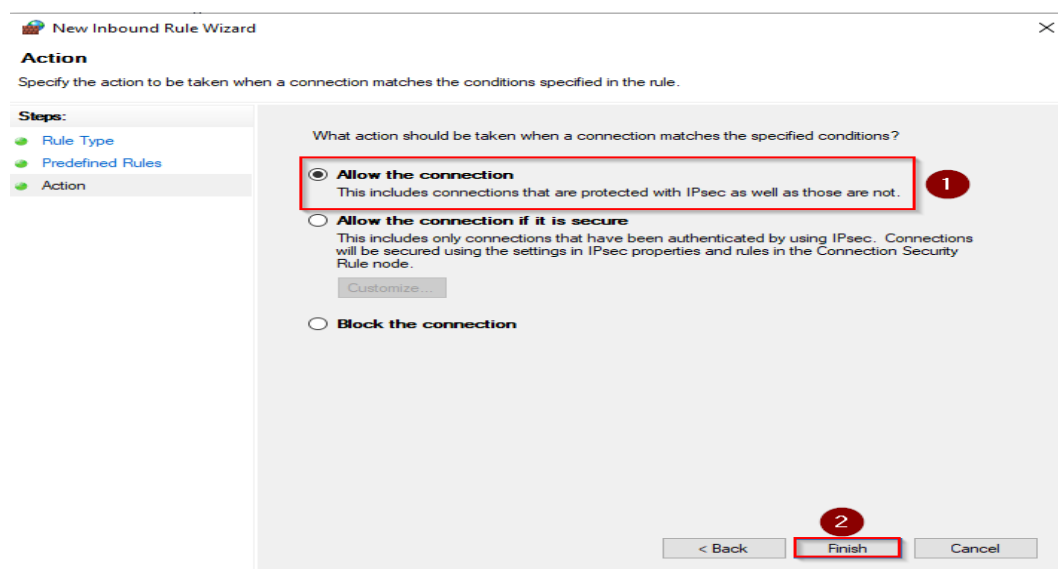 New Inbound Rule Wizard
Action
Specify the action to be taken when a connection matches the conditions specified in the rule.
Steps:
Rule Type
Predefined Rules
Action
What action should be taken when a connection matches the specified conditions?
Allow the connection
This includes connections that are protected with IPsec as well as those are not.
1
Allow the connection if it is secure
This includes only connections that have been authenticated by using IPsec. Connections
will be secured using the settings in IPsec properties and rules in the Connection Security
Rule node.
Customize...
Block the connection
2
< Back
Finish
Cancel